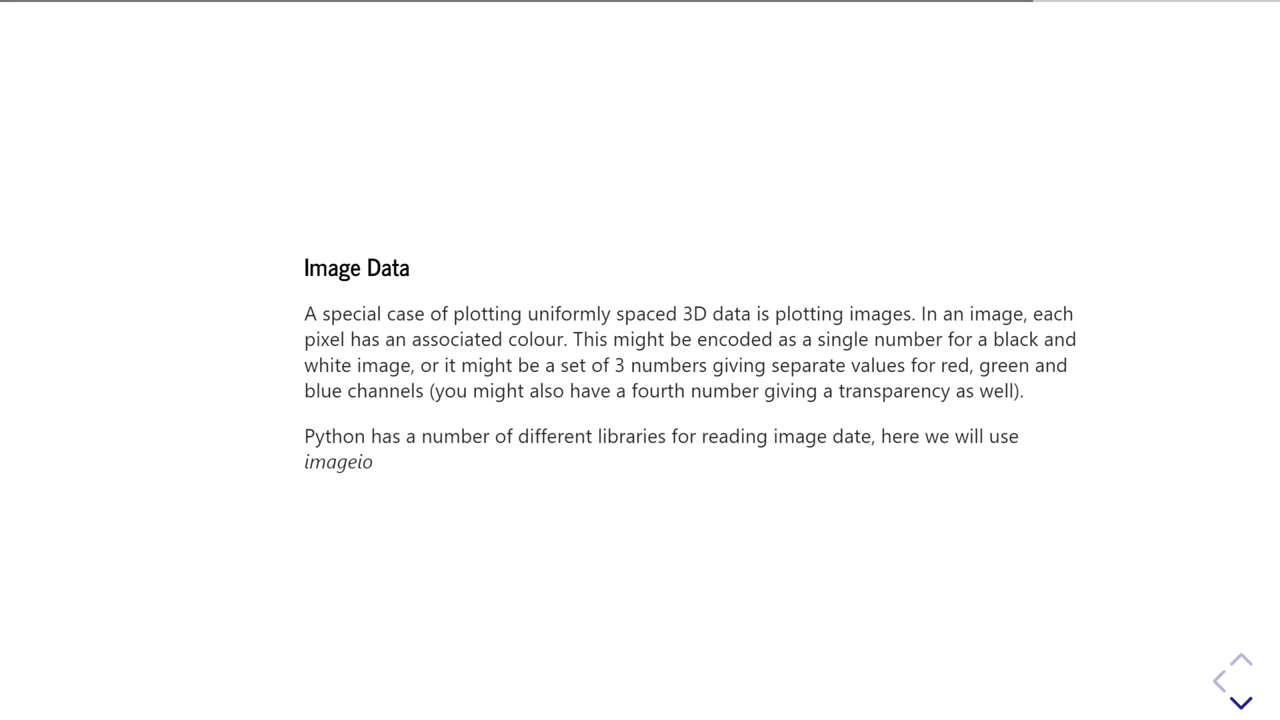 Image Data
A special case of plotting uniformly spaced 3D data is plotting images. In an image, each
pixel has an associated colour. This might be encoded as a single number for a black and
white image, or it might be a set of 3 numbers giving separate values for red, green and
blue channels (you might also have a fourth number giving a transparency as well).
Python has a number of different libraries for reading image date, here we will use
imageio